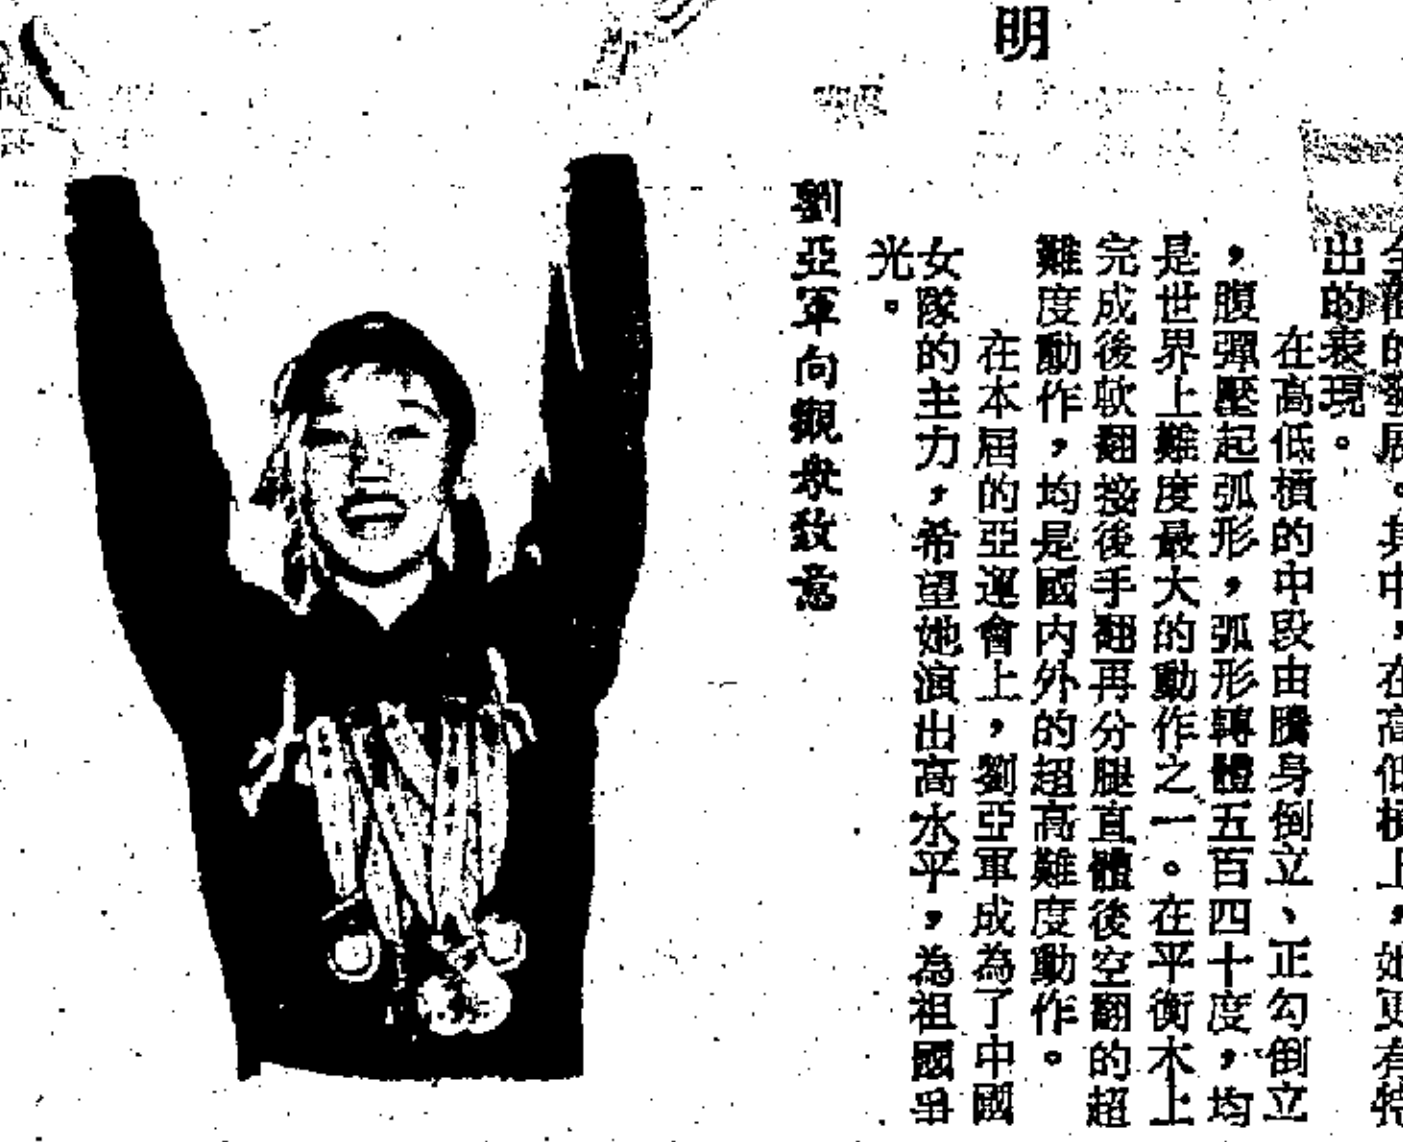 明
全面的發展。其中，在高低槓上，她更有特
出的表現。
在高低槓的中段由騰身倒立、正勾倒立
，腹彈壓起弧形，弧形轉體五百四十度，均
是世界上難度最大的動作之一。在平衡木上
完成後軟翻接後手翻再分腿直體後空翻的超
難度動作，均是國內外的超高難度動作。
在本屆的亞運會上，劉亞軍成為了中國
女隊的主力，希望她演出高水平，為祖國爭
光。
劉亞軍向觀衆致意